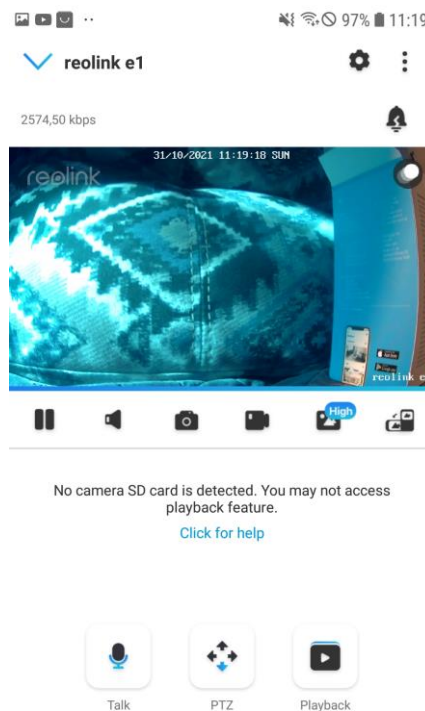 97% 11:19
reolink e1
2574,50 kbps
31/10/2021 11:19:18 SUN
reolink
reolink e
High
No camera SD card is detected. You may not access
playback feature.
Click for help
Talk PTZ Playback